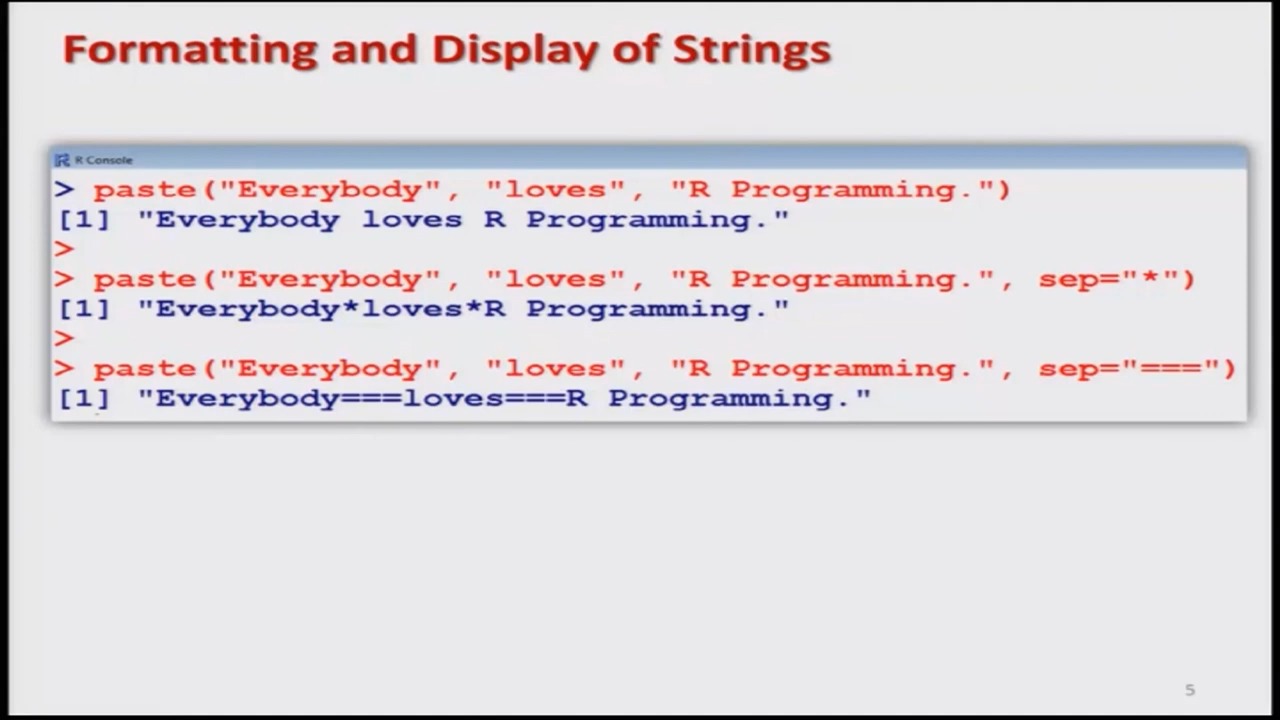 Formatting and Display of Strings
R Console
> paste("Everybody", "loves", "R Programming.")
[1] "Everybody loves R Programming."
>
> paste("Everybody", "loves", "R Programming.", sep="*")
[1] "Everybody*loves*R Programming."
>
> paste("Everybody", "loves", "R Programming.", sep="===")
[1] "Everybody===loves===R Programming."
5